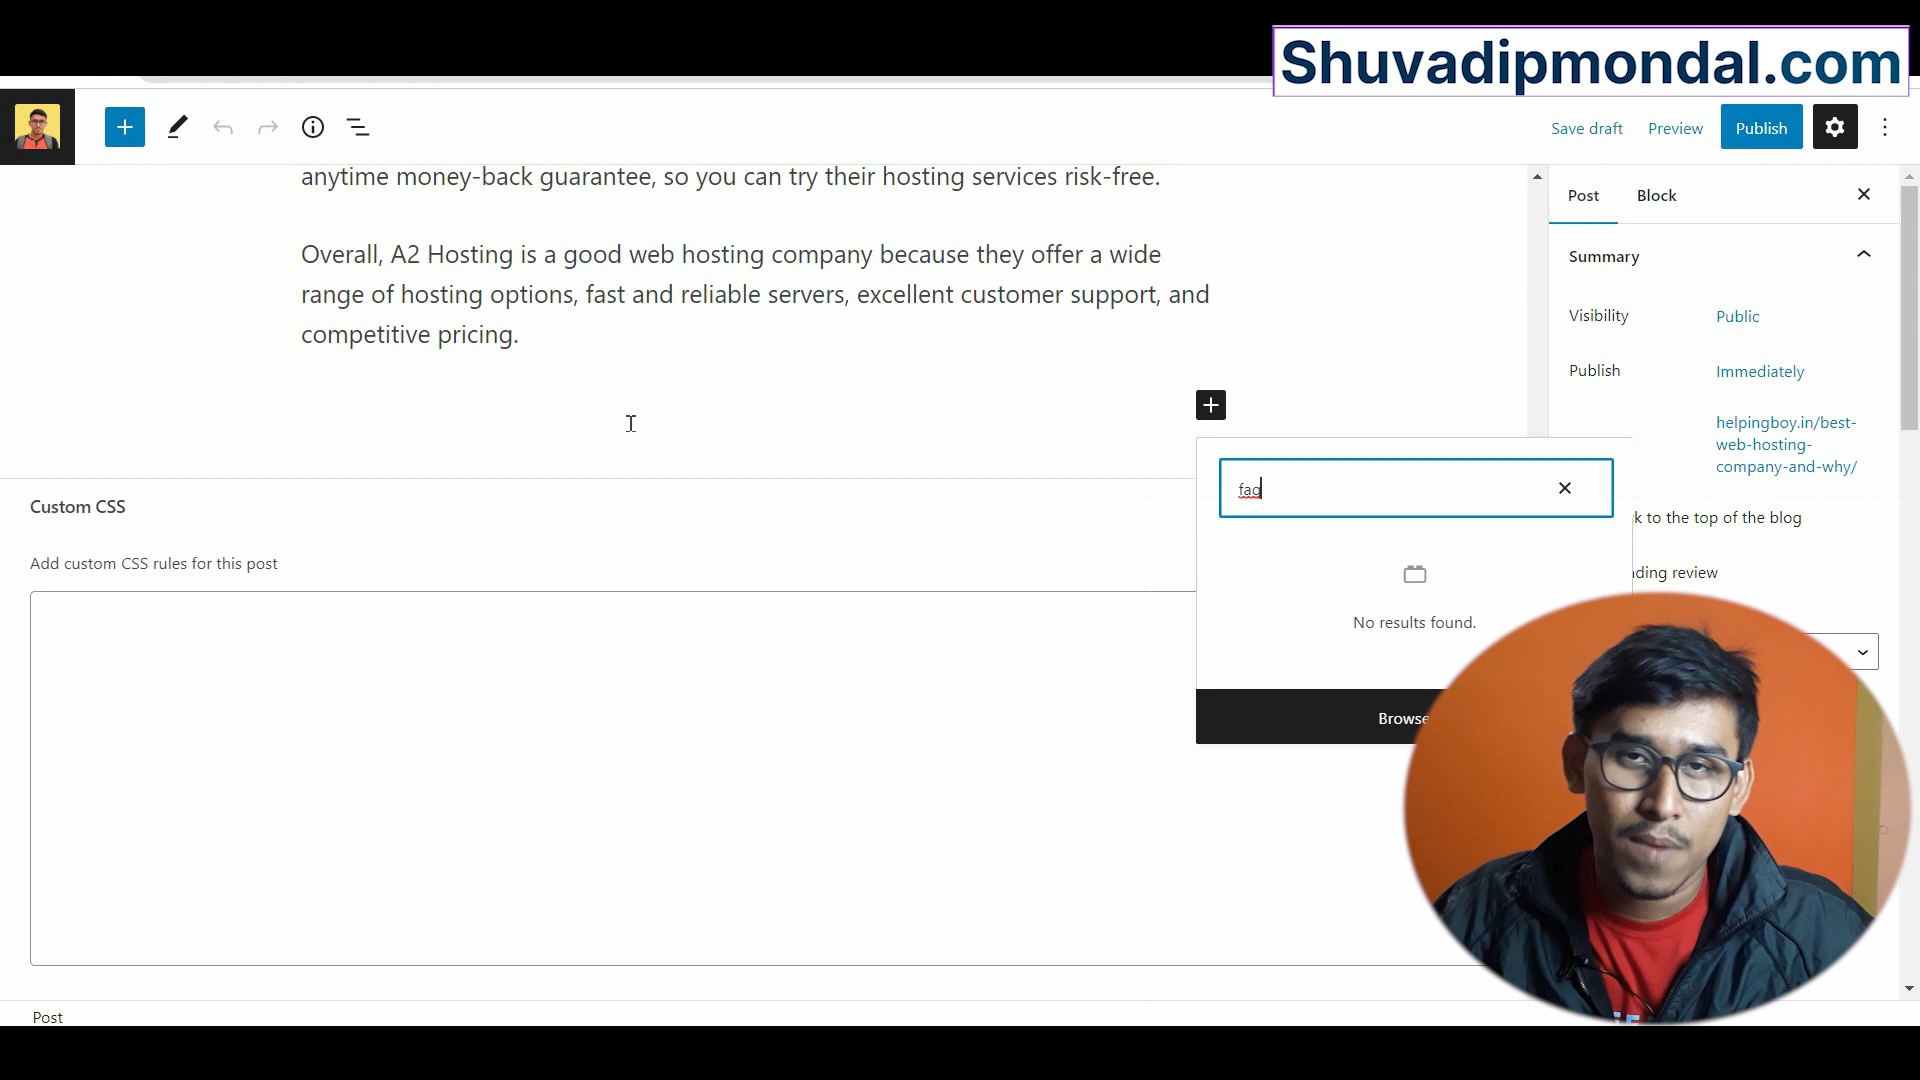 Shuvadipmondal.com
Save draft
Preview
Publish
anytime money-back guarantee, so you can try their hosting services risk-free.
Overall, A2 Hosting is a good web hosting company because they offer a wide
range of hosting options, fast and reliable servers, excellent customer support, and
competitive pricing.
Post
Block
Summary
Visibility
Public
Publish
Immediately
helpingboy.in/best-
web-hosting-
company-and-why/
k to the top of the blog
ding review
faq
No results found.
Browse
Custom CSS
Add custom CSS rules for this post
Post